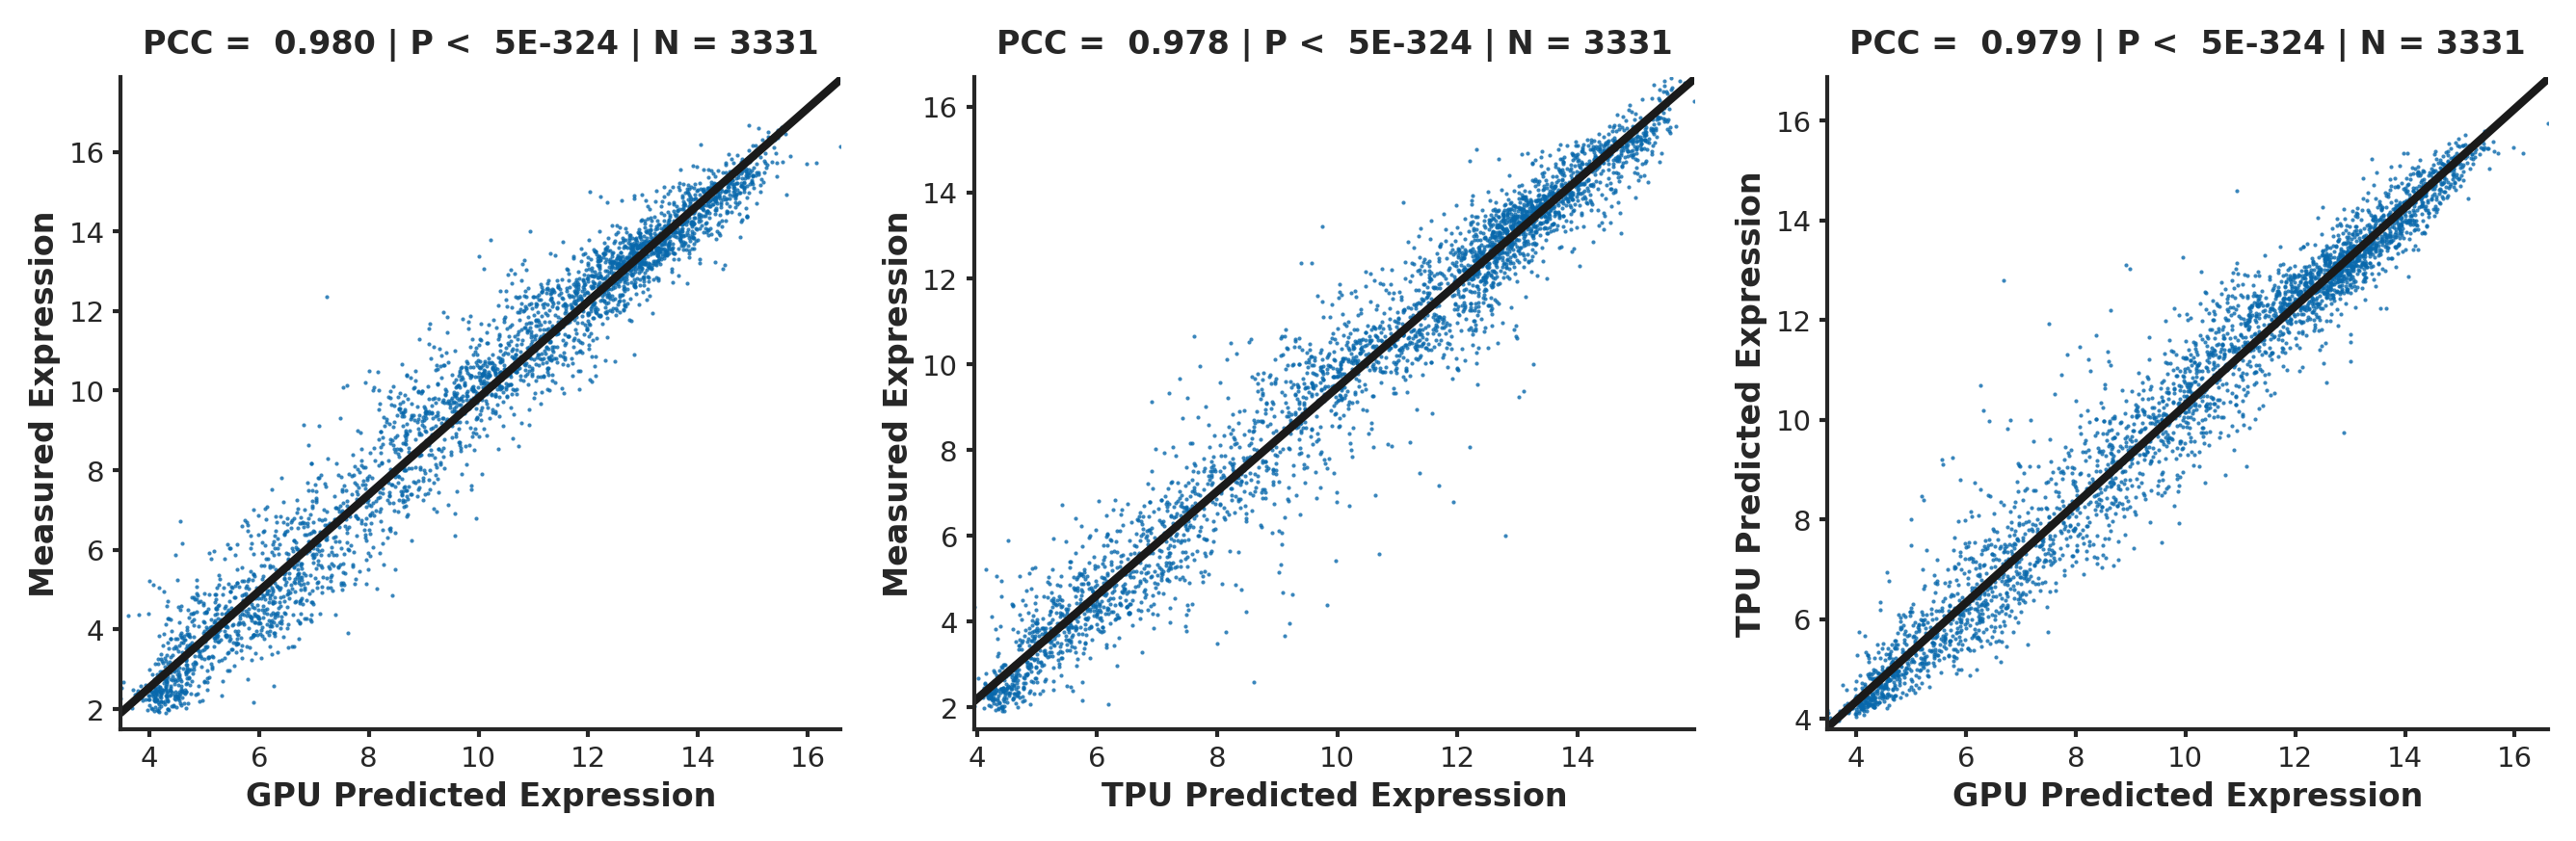 PCC =  0.980 | P <  5E-324 | N = 3331
Measured Expression
16
14
12
10
8
6
4
2
4 6 8 10 12 14 16
GPU Predicted Expression
PCC =  0.978 | P <  5E-324 | N = 3331
Measured Expression
16
14
12
10
8
6
4
2
4 6 8 10 12 14
TPU Predicted Expression
PCC =  0.979 | P <  5E-324 | N = 3331
TPU Predicted Expression
16
14
12
10
8
6
4
4 6 8 10 12 14 16
GPU Predicted Expression